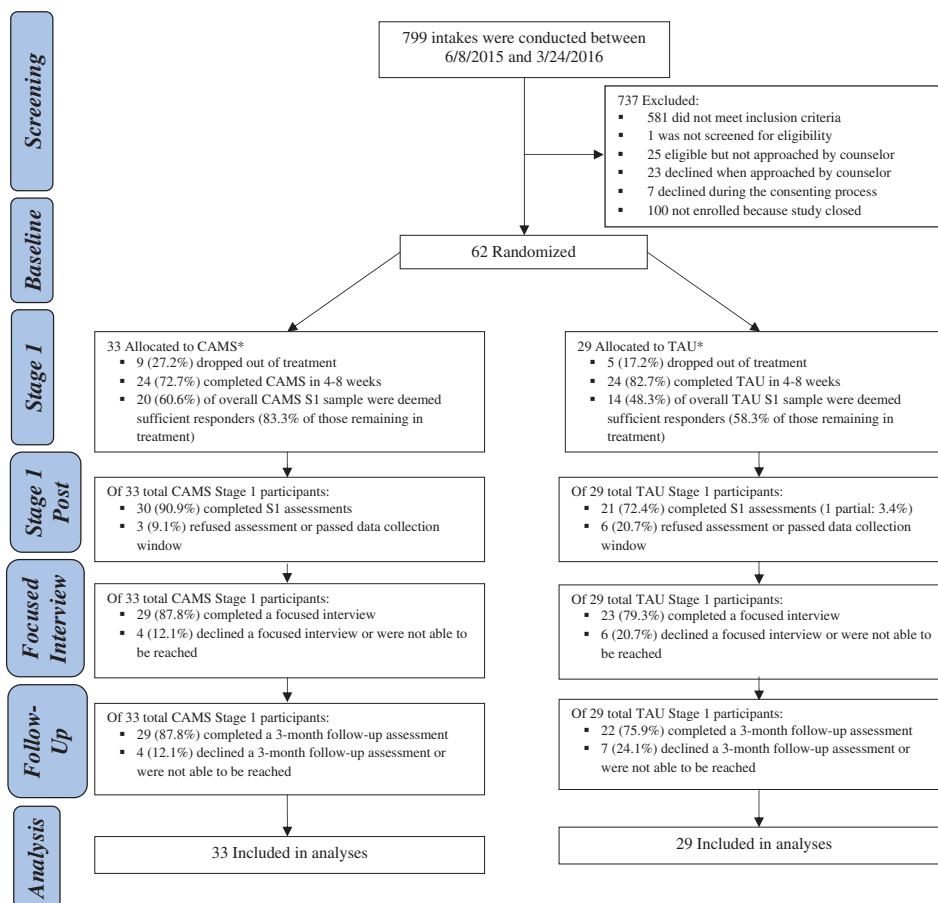 Screening
799 intakes were conducted between
6/8/2015 and 3/24/2016
737 Excluded:
▪ 581 did not meet inclusion criteria
▪ 1 was not screened for eligibility
▪ 25 eligible but not approached by counselor
▪ 23 declined when approached by counselor
▪ 7 declined during the consenting process
▪ 100 not enrolled because study closed
Baseline
62 Randomized
Stage 1
33 Allocated to CAMS*
▪ 9 (27.2%) dropped out of treatment
▪ 24 (72.7%) completed CAMS in 4-8 weeks
▪ 20 (60.6%) of overall CAMS S1 sample were deemed
sufficient responders (83.3% of those remaining in
treatment)
29 Allocated to TAU*
▪ 5 (17.2%) dropped out of treatment
▪ 24 (82.7%) completed TAU in 4-8 weeks
▪ 14 (48.3%) of overall TAU S1 sample were deemed
sufficient responders (58.3% of those remaining in
treatment)
Stage 1
Post
Of 33 total CAMS Stage 1 participants:
▪ 30 (90.9%) completed S1 assessments
▪ 3 (9.1%) refused assessment or passed data collection
window
Of 29 total TAU Stage 1 participants:
▪ 21 (72.4%) completed S1 assessments (1 partial: 3.4%)
▪ 6 (20.7%) refused assessment or passed data collection
window
Focused
Interview
Of 33 total CAMS Stage 1 participants:
▪ 29 (87.8%) completed a focused interview
▪ 4 (12.1%) declined a focused interview or were not able to
be reached
Of 29 total TAU Stage 1 participants:
▪ 23 (79.3%) completed a focused interview
▪ 6 (20.7%) declined a focused interview or were not able to
be reached
Follow-
Up
Of 33 total CAMS Stage 1 participants:
▪ 29 (87.8%) completed a 3-month follow-up assessment
▪ 4 (12.1%) declined a 3-month follow-up assessment or
were not able to be reached
Of 29 total TAU Stage 1 participants:
▪ 22 (75.9%) completed a 3-month follow-up assessment
▪ 7 (24.1%) declined a 3-month follow-up assessment or
were not able to be reached
Analysis
33 Included in analyses
29 Included in analyses